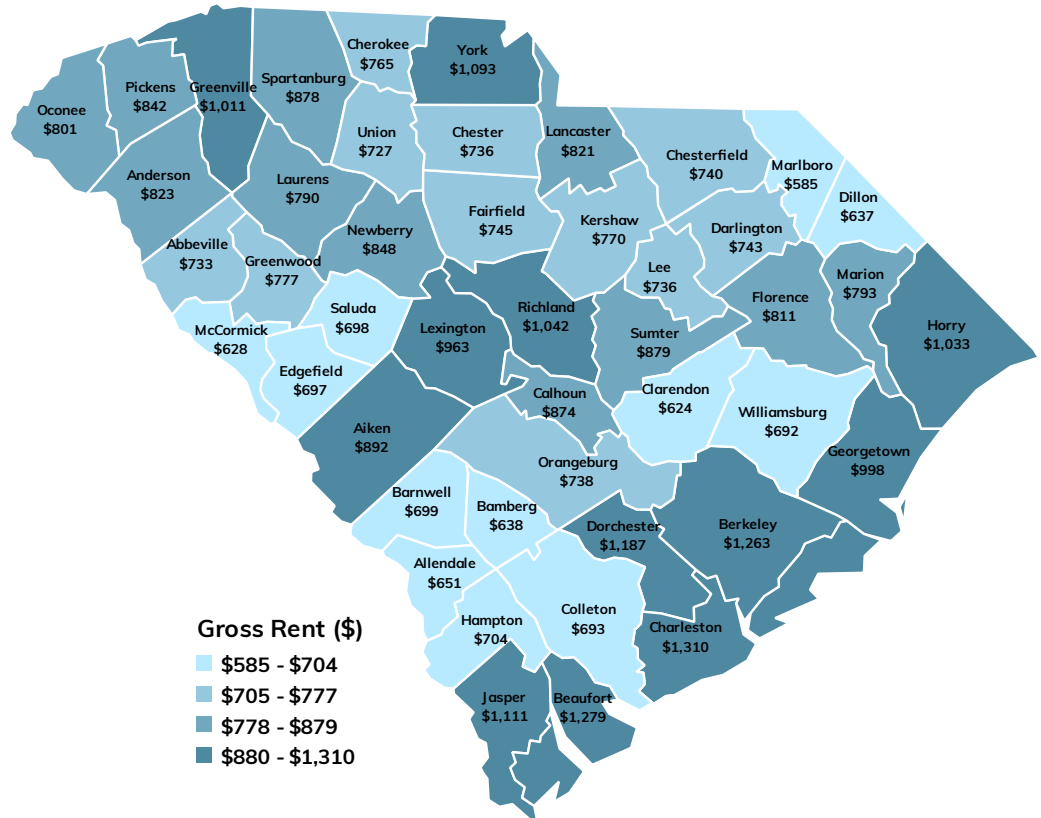 Cherokee
$765
York
$1,093
Spartanburg
$878
Pickens
$842
Greenville
$1,011
Oconee
$801
Union
$727
Chester
$736
Lancaster
$821
Chesterfield
$740
Marlboro
$585
Anderson
$823
Laurens
$790
Dillon
$637
Fairfield
$745
Kershaw
$770
Darlington
$743
Newberry
$848
Abbeville
$733
Greenwood
$777
Lee
$736
Marion
$793
Florence
$811
Saluda
$698
Richland
$1,042
McCormick
$628
Lexington
$963
Sumter
$879
Horry
$1,033
Edgefield
$697
Calhoun
$874
Clarendon
$624
Williamsburg
$692
Aiken
$892
Georgetown
$998
Orangeburg
$738
Barnwell
$699
Bamberg
$638
Dorchester
$1,187
Berkeley
$1,263
Allendale
$651
Colleton
$693
Hampton
$704
Charleston
$1,310
Jasper
$1,111
Beaufort
$1,279
Gross Rent ($)
$585 - $704
$705 - $777
$778 - $879
$880 - $1,310